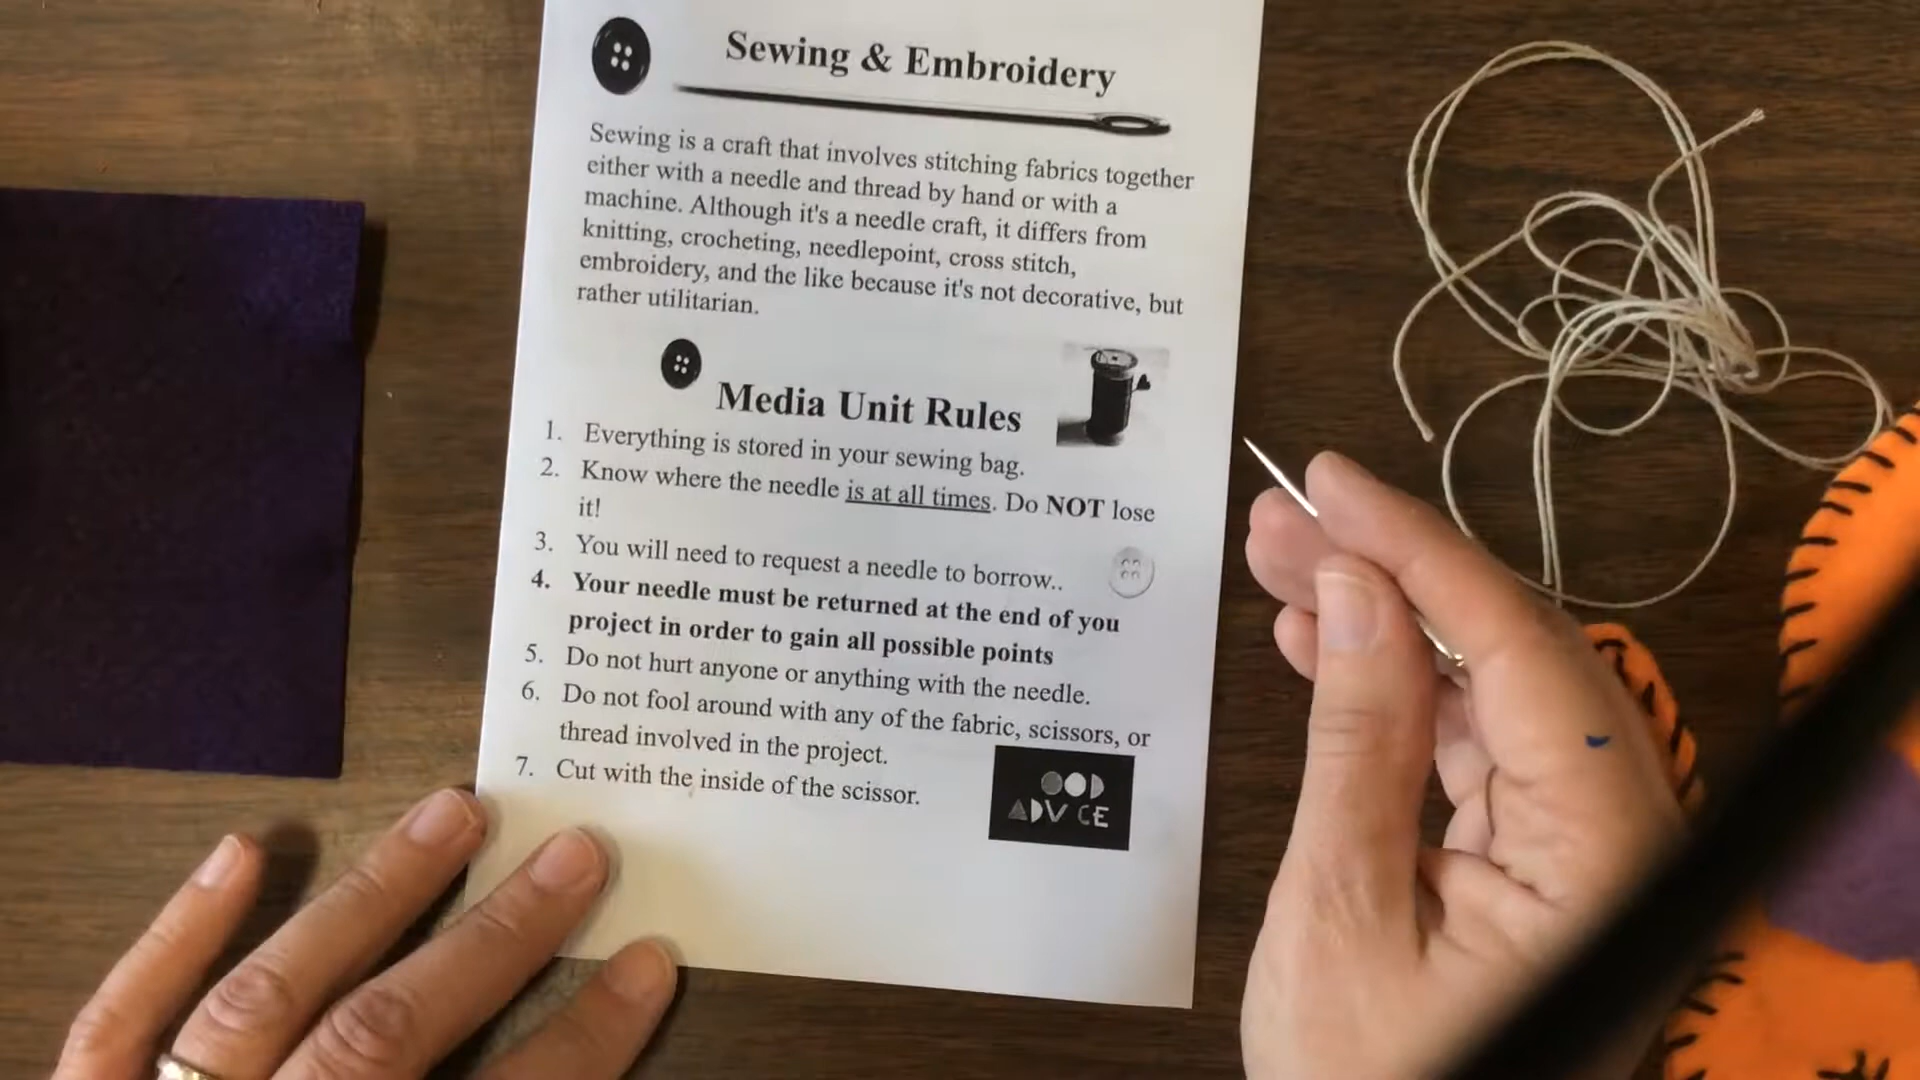 Sewing & Embroidery
Sewing is a craft that involves stitching fabrics together
either with a needle and thread by hand or with a
machine. Although it's a needle craft, it differs from
knitting, crocheting, needlepoint, cross stitch,
embroidery, and the like because it's not decorative, but
rather utilitarian.
Media Unit Rules
1. Everything is stored in your sewing bag.
2. Know where the needle is at all times. Do NOT lose
it!
3. You will need to request a needle to borrow..
4. Your needle must be returned at the end of you
project in order to gain all possible points
5. Do not hurt anyone or anything with the needle.
6. Do not fool around with any of the fabric, scissors, or
thread involved in the project.
7. Cut with the inside of the scissor.
OOD
ADV CE